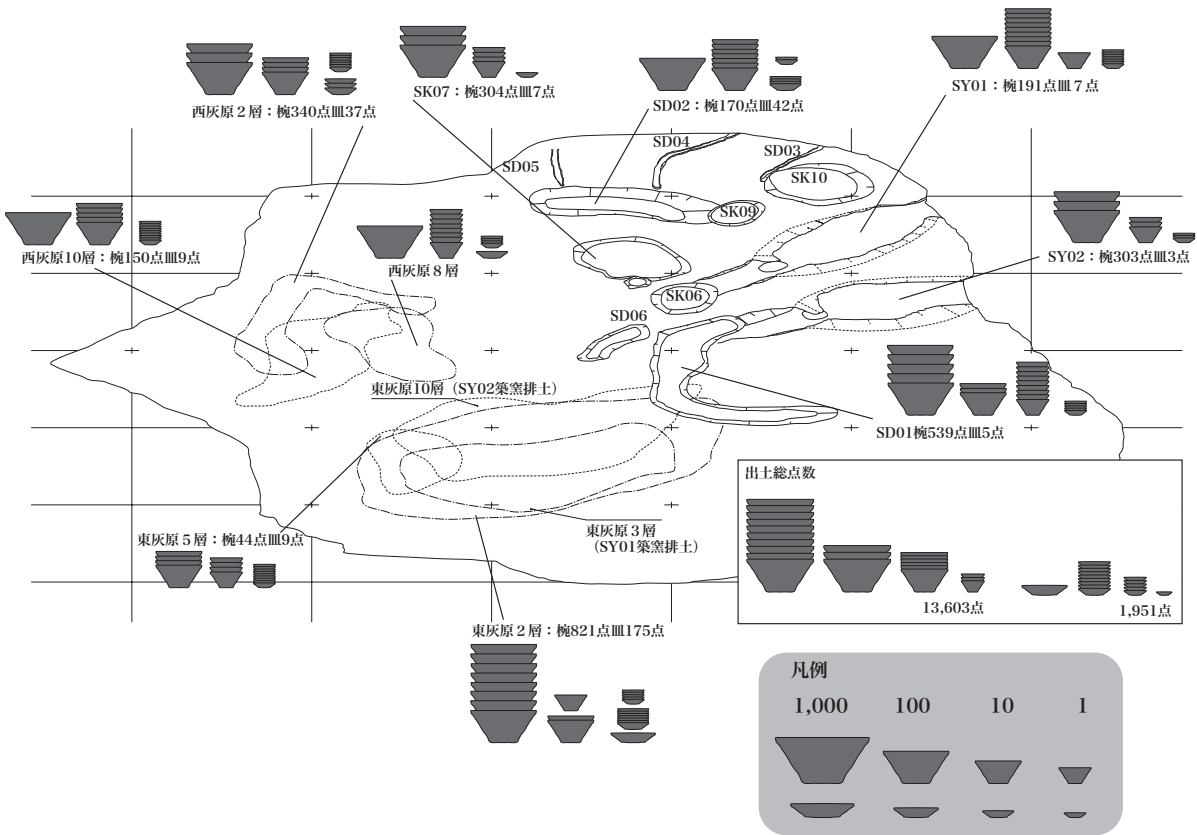 西灰原２層：椀340点皿37点
SK07：椀304点皿7点
SD02：椀170点皿42点
SY01：椀191点皿７点
SD05
SD04
SD03
SK10
SK09
西灰原10層：椀150点皿9点
西灰原８層
SY02：椀303点皿3点
SK06
SD06
東灰原10層（SY02築窯排土）
SD01椀539点皿5点
東灰原５層：椀44点皿9点
東灰原３層
（SY01築窯排土）
東灰原２層：椀821点皿175点
出土総点数
13,603点
1,951点
凡例
1,000
100
10
1